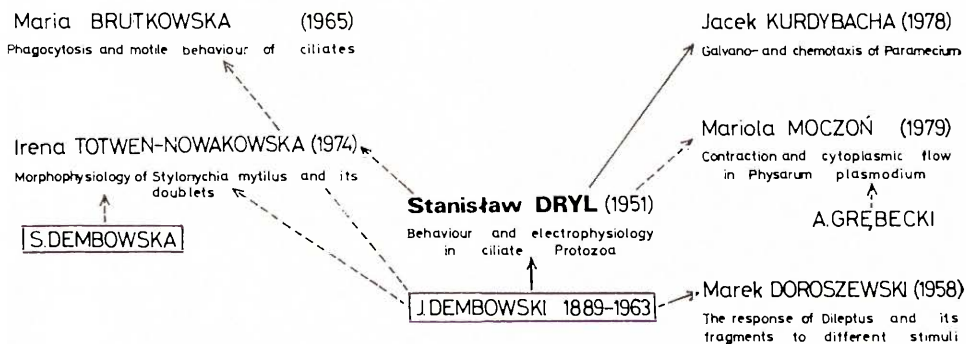 Maria BRUTKOWSKA (1965)
Phagocytosis and motile behaviour of ciliates
Irena TOTWEN-NOWAKOWSKA (1974)
Morphophysiology of Stylonychia mytilus and its
doublets
S.DEMBOWSKA
Stanisław DRYL (1951)
Behaviour and electrophysiology
in ciliate Protozoa
J.DEMBOWSKI 1889-1963
Jacek KURDYBACHA (1978)
Galvano- and chemotaxis of Paramecium
Mariola MOCZOŃ (1979)
Contraction and cytoplasmic flow
in Physarum plasmodium
A.GRĘBECKI
Marek DOROSZEWSKI (1958)
The response of Dileptus and its
fragments to different stimuli